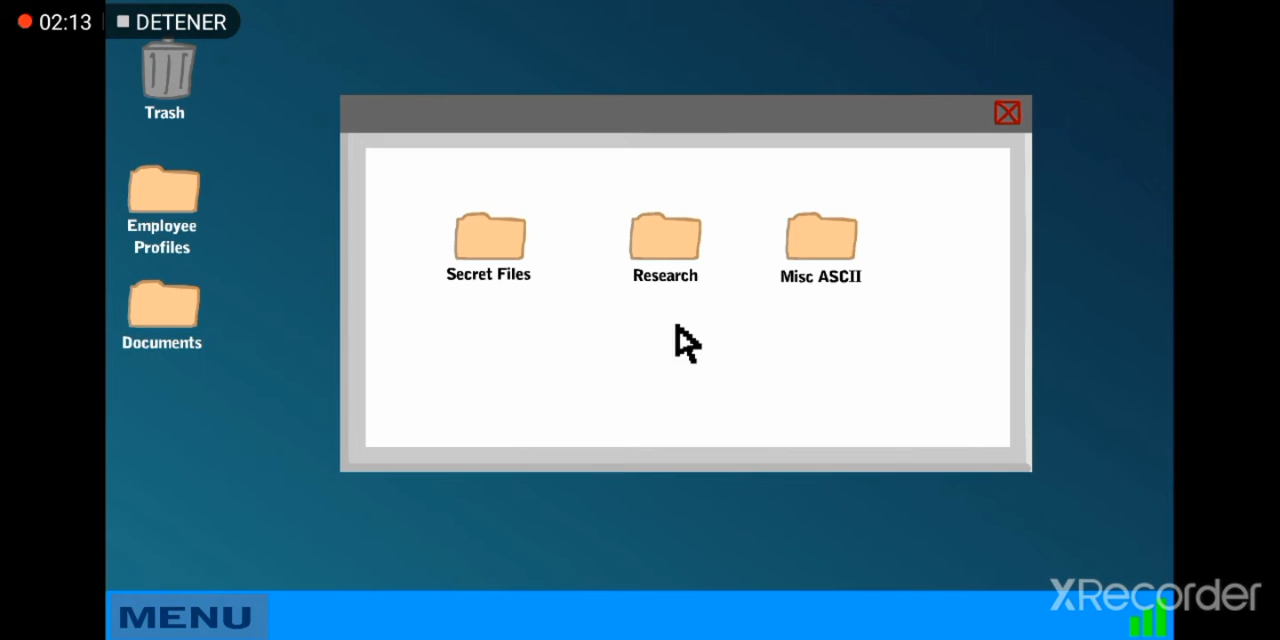 02:13
DETENER
Trash
Employee
Profiles
Documents
Secret Files
Research
Misc ASCII
MENU
XRecorder